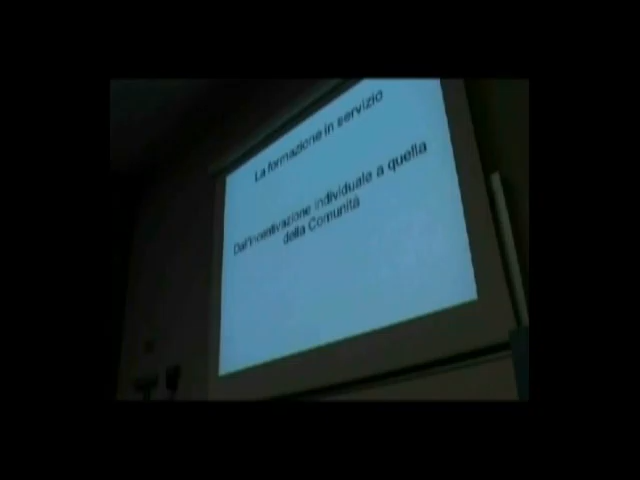 La formazione in servizio
Dall'incentivazione individuale a quella
della Comunità